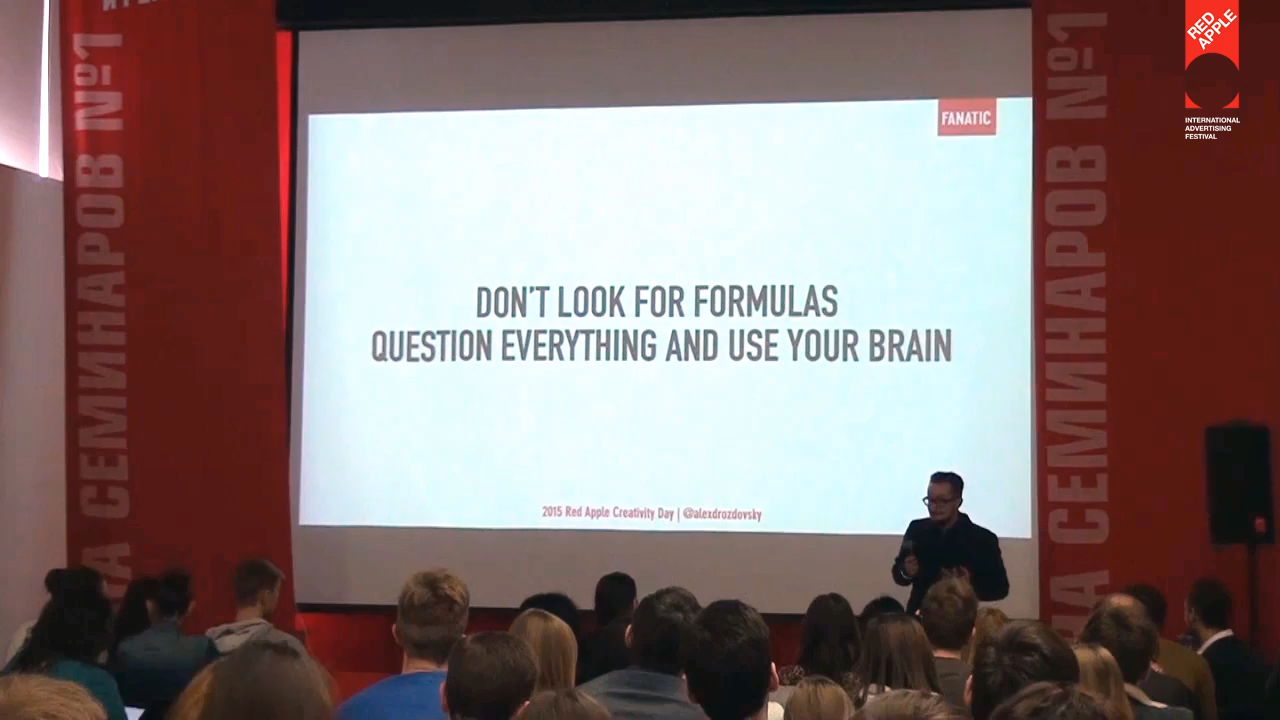 RED
APPLE
INTERNATIONAL
ADVERTISING
FESTIVAL
FANATIC
DON'T LOOK FOR FORMULAS
QUESTION EVERYTHING AND USE YOUR BRAIN
2015 Red Apple Creativity Day | @alexdrozdovsky
СЕМИНАРОВ №1
СЕМИНАРОВ №1